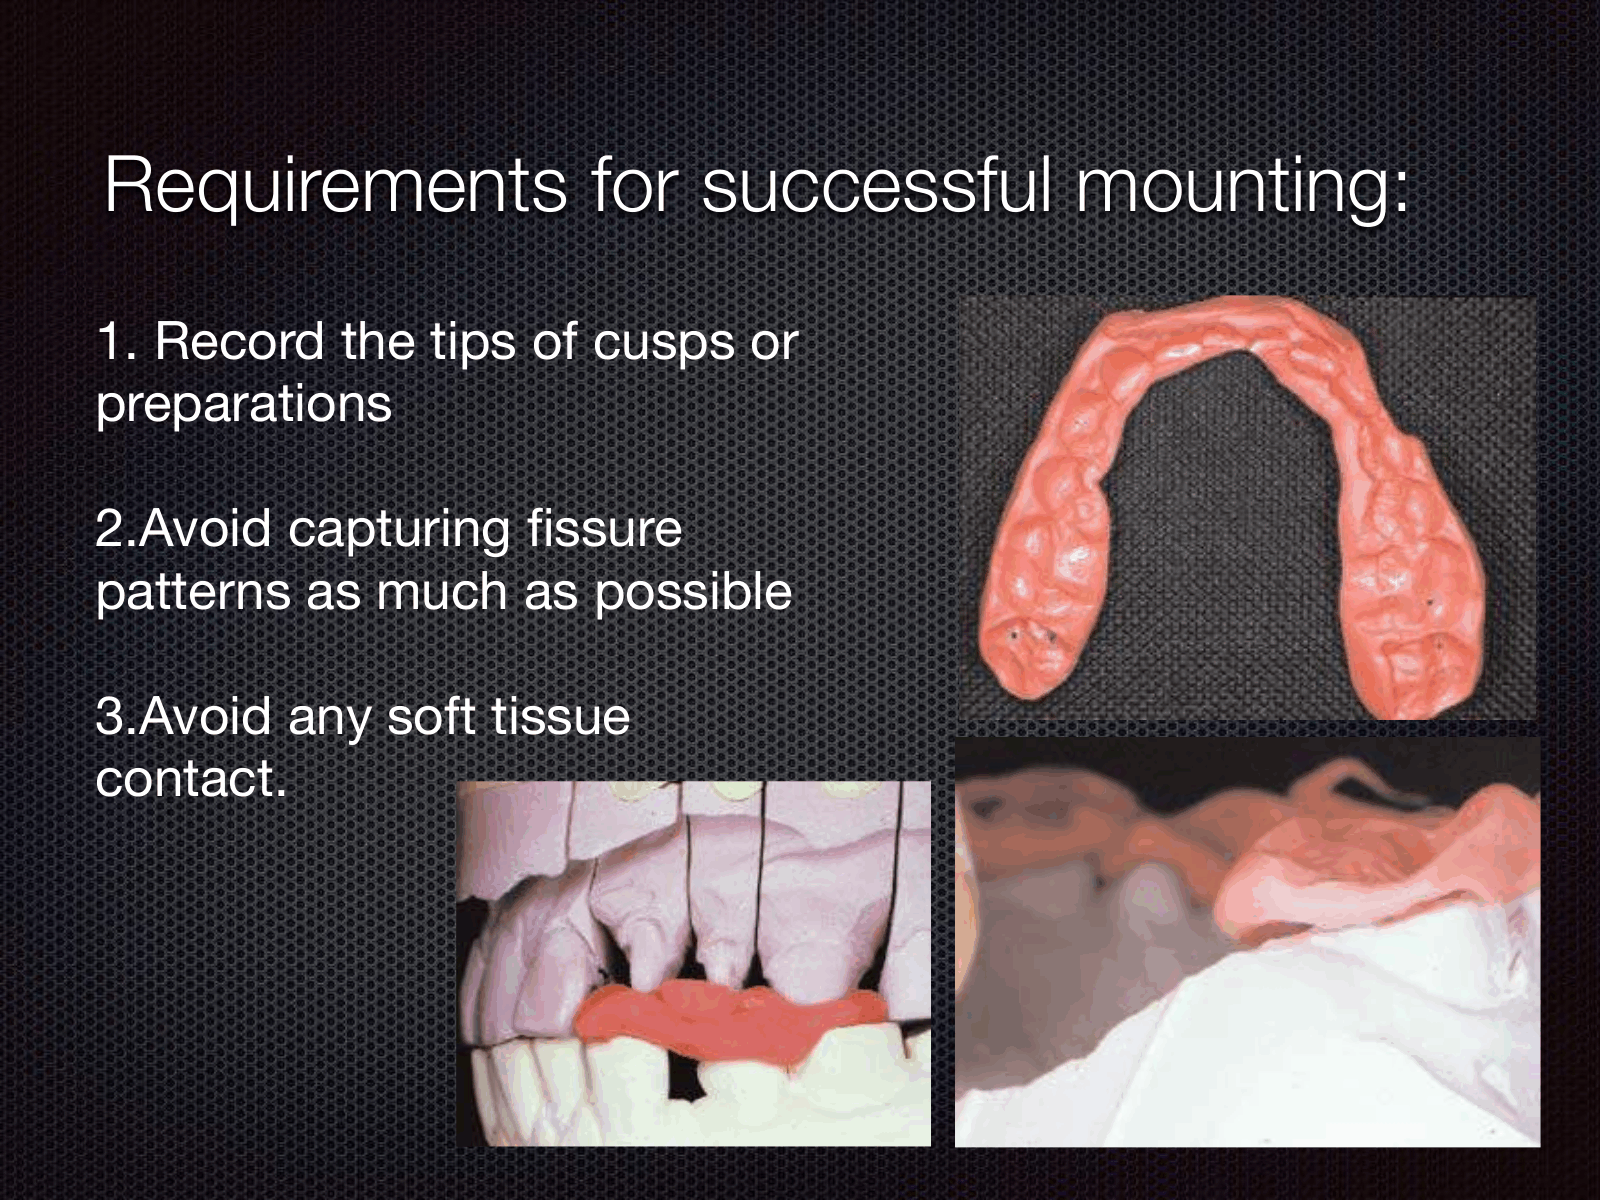 Requirements for successful mounting:
1. Record the tips of cusps or
preparations
2.Avoid capturing fissure
patterns as much as possible
3.Avoid any soft tissue
contact.